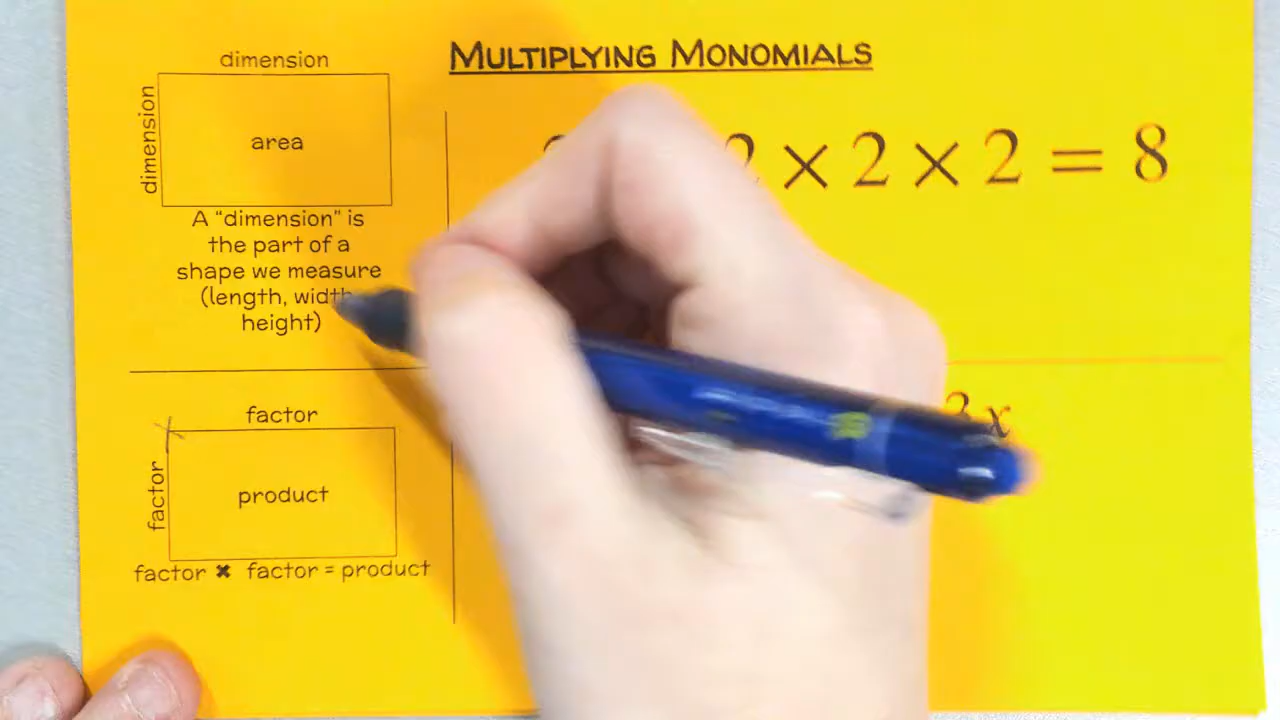 MULTIPLYING MONOMIALS
dimension
dimension
area
A “dimension” is
the part of a
shape we measure
(length, width
height)
2 × 2 × 2 = 8
factor
factor
product
factor × factor = product
x